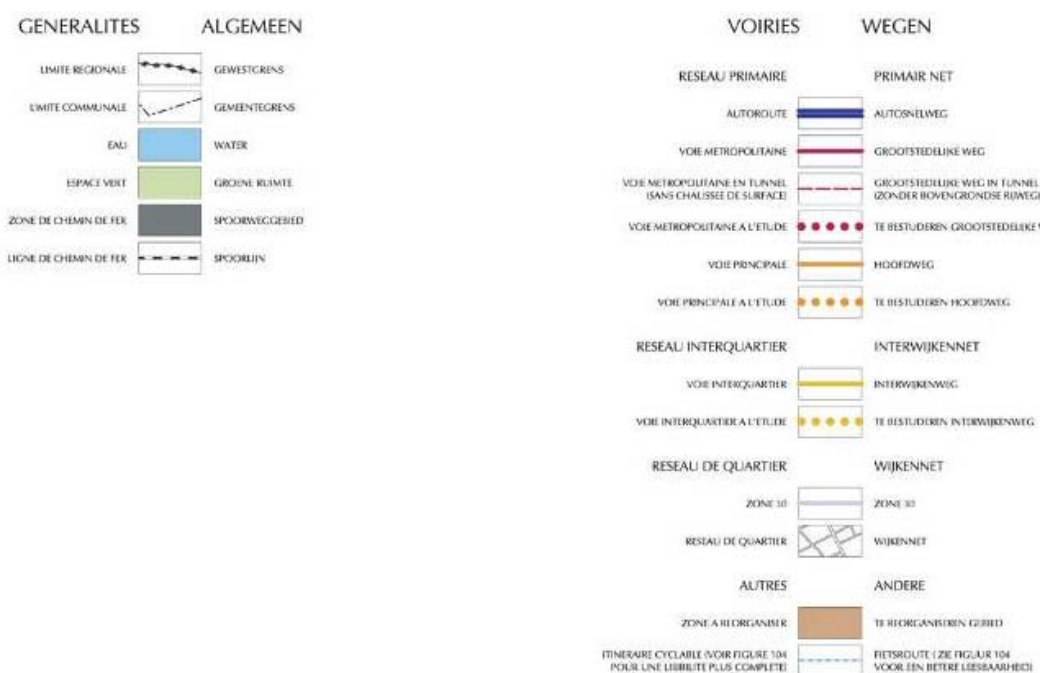 GENERALITES ALGEMEEN
LIMITE REGIONALE GEWESTGRENS
LIMITE COMMUNALE GEMEENTEGRENS
EAU WATER
ESPACE VERT GROENE RUIMTE
ZONE DE CHEMIN DE FER SPOORWEGGEBIED
LIGNE DE CHEMIN DE FER SPOORLIJN
VOIRIES WEGEN
RESEAU PRIMAIRE PRIMAIR NET
AUTOROUTE AUTOSNELWEG
VOIE METROPOLITAINE GROOTSTEDELIJKE WEG
VOIE METROPOLITAINE EN TUNNEL GROOTSTEDELIJKE WEG IN TUNNEL
(SANS CHAUSSEE DE SURFACE) (ZONDER BOVENGRONDSE RIJWEG)
VOIE METROPOLITAINE A L'ETUDE TE BESTUDEREN GROOTSTEDELIJKE
VOIE PRINCIPALE HOOFDWEG
VOIE PRINCIPALE A L'ETUDE TE BESTUDEREN HOOFDWEG
RESEAU INTERQUARTIER INTERWIJKENNET
VOIE INTERQUARTIER INTERWIJKENWEG
VOIE INTERQUARTIER A L'ETUDE TE BESTUDEREN INTERWIJKENWEG
RESEAU DE QUARTIER WIJKENNET
ZONE 30 ZONE 30
RESEAU DE QUARTIER WIJKENNET
AUTRES ANDERE
ZONE A REORGANISER TE REORGANISEREN GEBIED
ITINERAIRE CYCLABLE (VOIR FIGURE 104 FIETSROUTE ( ZIE FIGUUR 104
POUR UNE LISIBILITE PLUS COMPLETE) VOOR EEN BETERE LEESBAARHEID)